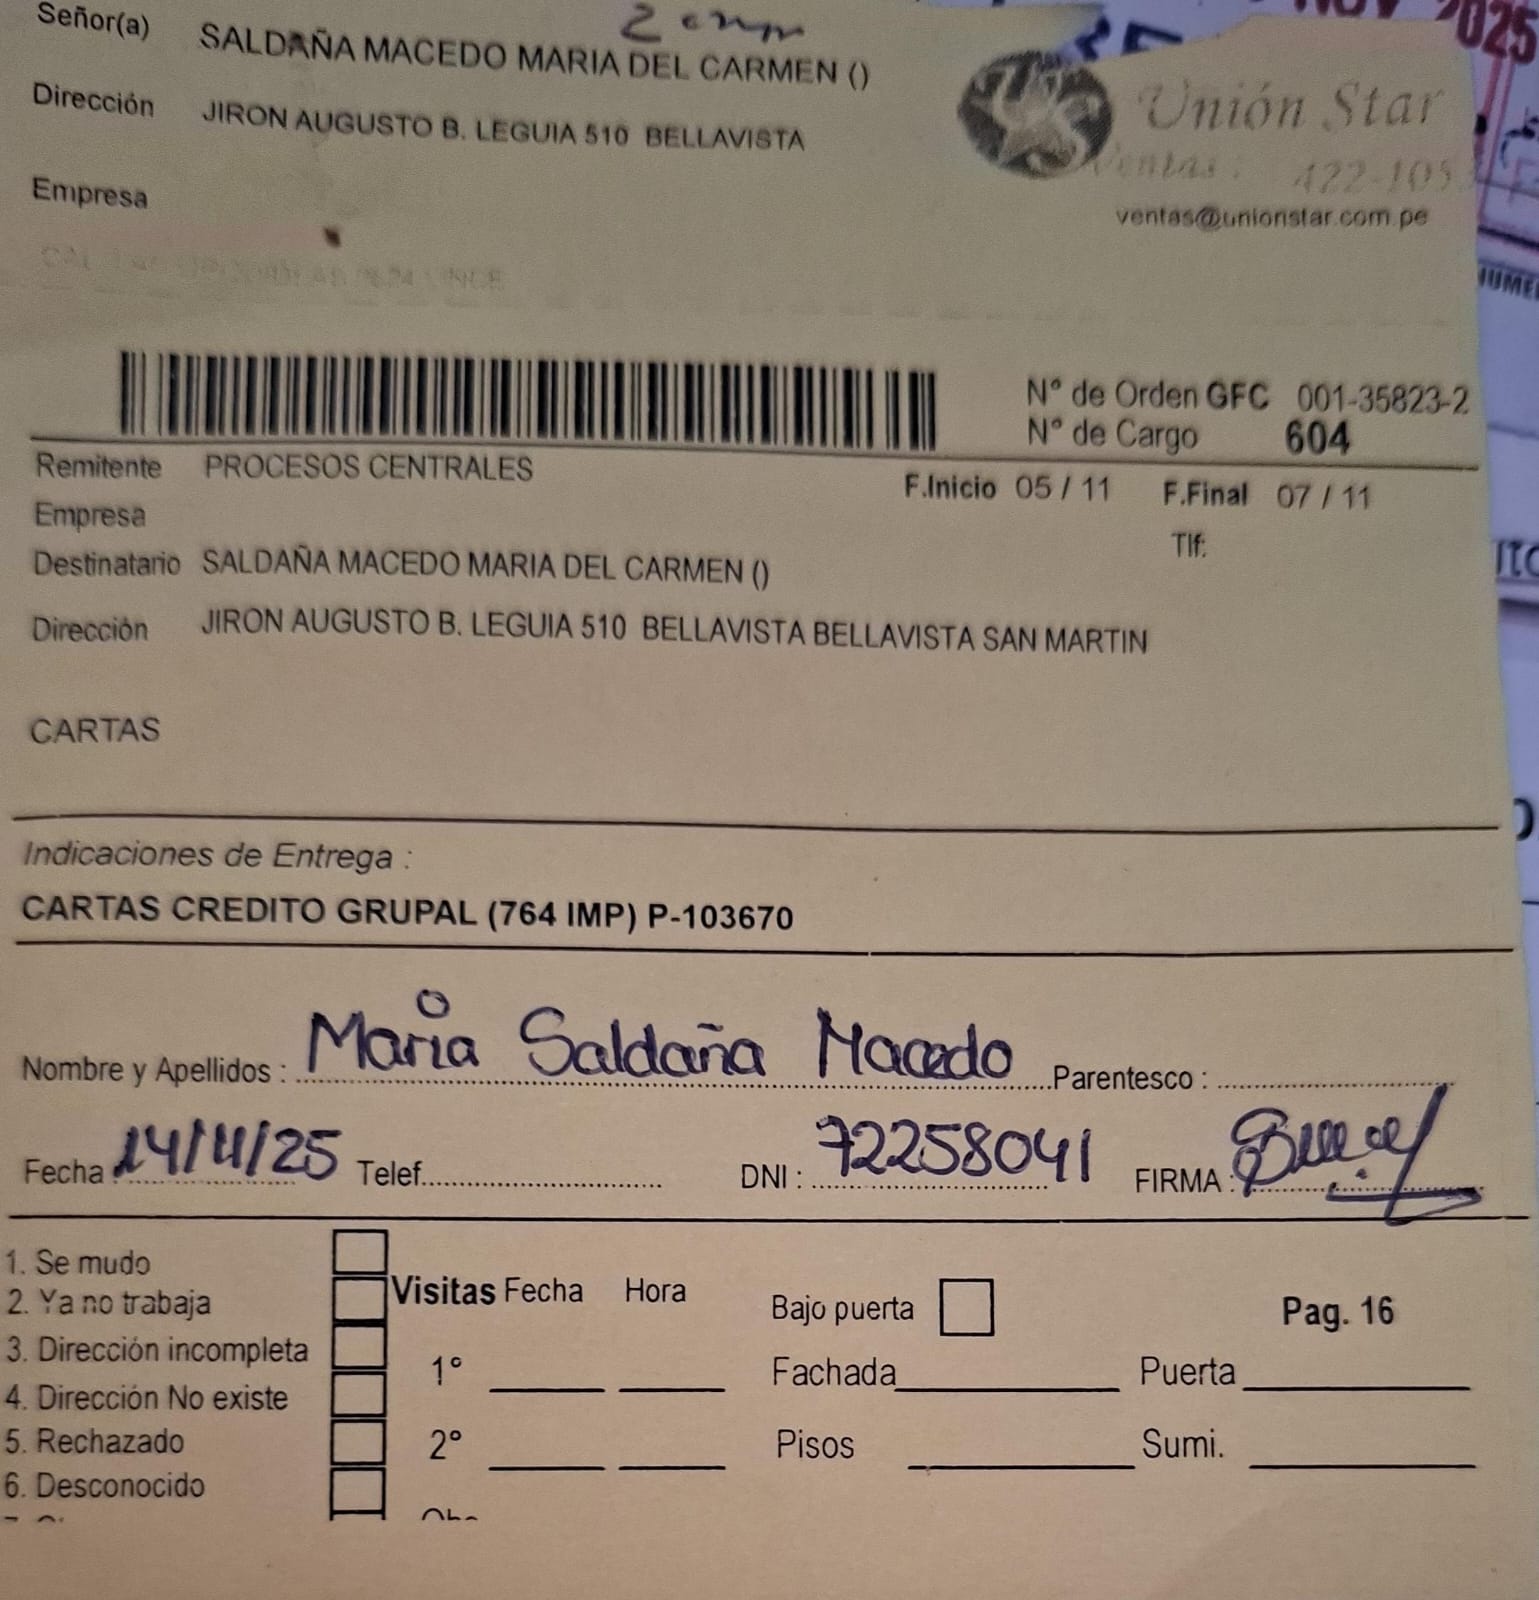 Señor(a) SALDAÑA MACEDO MARIA DEL CARMEN ()
Dirección JIRON AUGUSTO B. LEGUIA 510 BELLAVISTA
Empresa
Unión Star
Ventas : 422-105
ventas@unionstar.com.pe
2025
N° de Orden GFC 001-35823-2
N° de Cargo 604
Remitente PROCESOS CENTRALES
F.Inicio 05 / 11 F.Final 07 / 11
Empresa
Tlf:
Destinatario SALDAÑA MACEDO MARIA DEL CARMEN ()
Dirección JIRON AUGUSTO B. LEGUIA 510 BELLAVISTA BELLAVISTA SAN MARTIN
CARTAS
Indicaciones de Entrega :
CARTAS CREDITO GRUPAL (764 IMP) P-103670
Nombre y Apellidos : Maria Saldaña Macedo Parentesco :
Fecha : 14/11/25 Telef. DNI : 72258041 FIRMA :
1. Se mudo
2. Ya no trabaja
3. Dirección incompleta
4. Dirección No existe
5. Rechazado
6. Desconocido
Visitas Fecha Hora
1°
2°
Bajo puerta
Pag. 16
Fachada Puerta
Pisos Sumi.